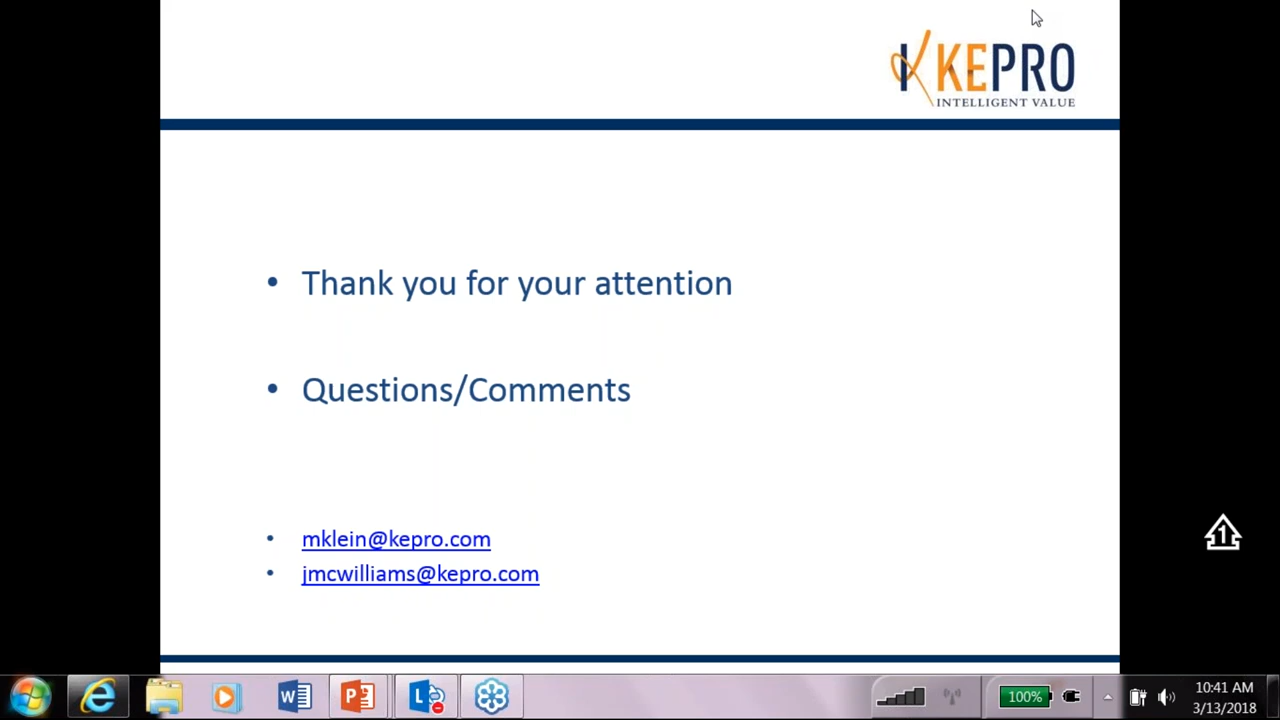 KEPRO
INTELLIGENT VALUE
• Thank you for your attention
• Questions/Comments
• mklein@kepro.com
• jmcwilliams@kepro.com
1
100%
10:41 AM
3/13/2018